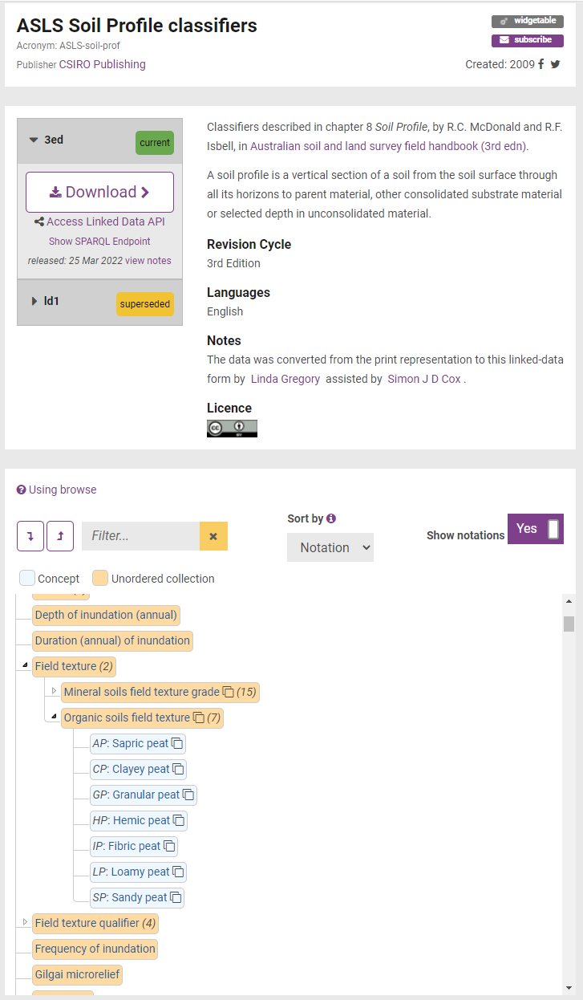 ASLS Soil Profile classifiers
widgetable
Acronym: ASLS-soil-prof
subscribe
Publisher CSIRO Publishing
Created: 2009
3ed
current
Download
Access Linked Data API
Show SPARQL Endpoint
released: 25 Mar 2022 view notes
ld1
superseded
Classifiers described in chapter 8 Soil Profile, by R.C. McDonald and R.F.
Isbell, in Australian soil and land survey field handbook (3rd edn).
A soil profile is a vertical section of a soil from the soil surface through
all its horizons to parent material, other consolidated substrate material
or selected depth in unconsolidated material.
Revision Cycle
3rd Edition
Languages
English
Notes
The data was converted from the print representation to this linked-data
form by Linda Gregory assisted by Simon J D Cox .
Licence
cc
BY
Using browse
Filter...
Sort by
Notation
Show notations
Yes
Concept
Unordered collection
Depth of inundation (annual)
Duration (annual) of inundation
Field texture (2)
Mineral soils field texture grade (15)
Organic soils field texture (7)
AP: Sapric peat
CP: Clayey peat
GP: Granular peat
HP: Hemic peat
IP: Fibric peat
LP: Loamy peat
SP: Sandy peat
Field texture qualifier (4)
Frequency of inundation
Gilgai microrelief